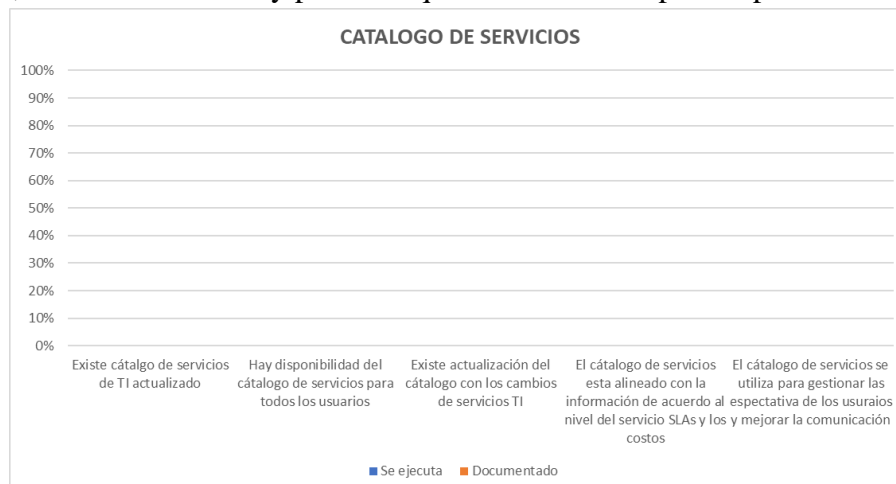 CATALOGO DE SERVICIOS
100%
90%
80%
70%
60%
50%
40%
30%
20%
10%
0%
Existe cátalgo de servicios
de TI actualizado
Hay disponibilidad del
cátalogo de servicios para
todos los usuarios
Existe actualización del
cátalogo con los cambios
de servicios TI
El cátalogo de servicios
esta alineado con la
información de acuerdo al
nivel del servicio SLAs y los
costos
El cátalogo de servicios se
utiliza para gestionar las
espectativa de los usuraios
y mejorar la comunicación
Se ejecuta
Documentado